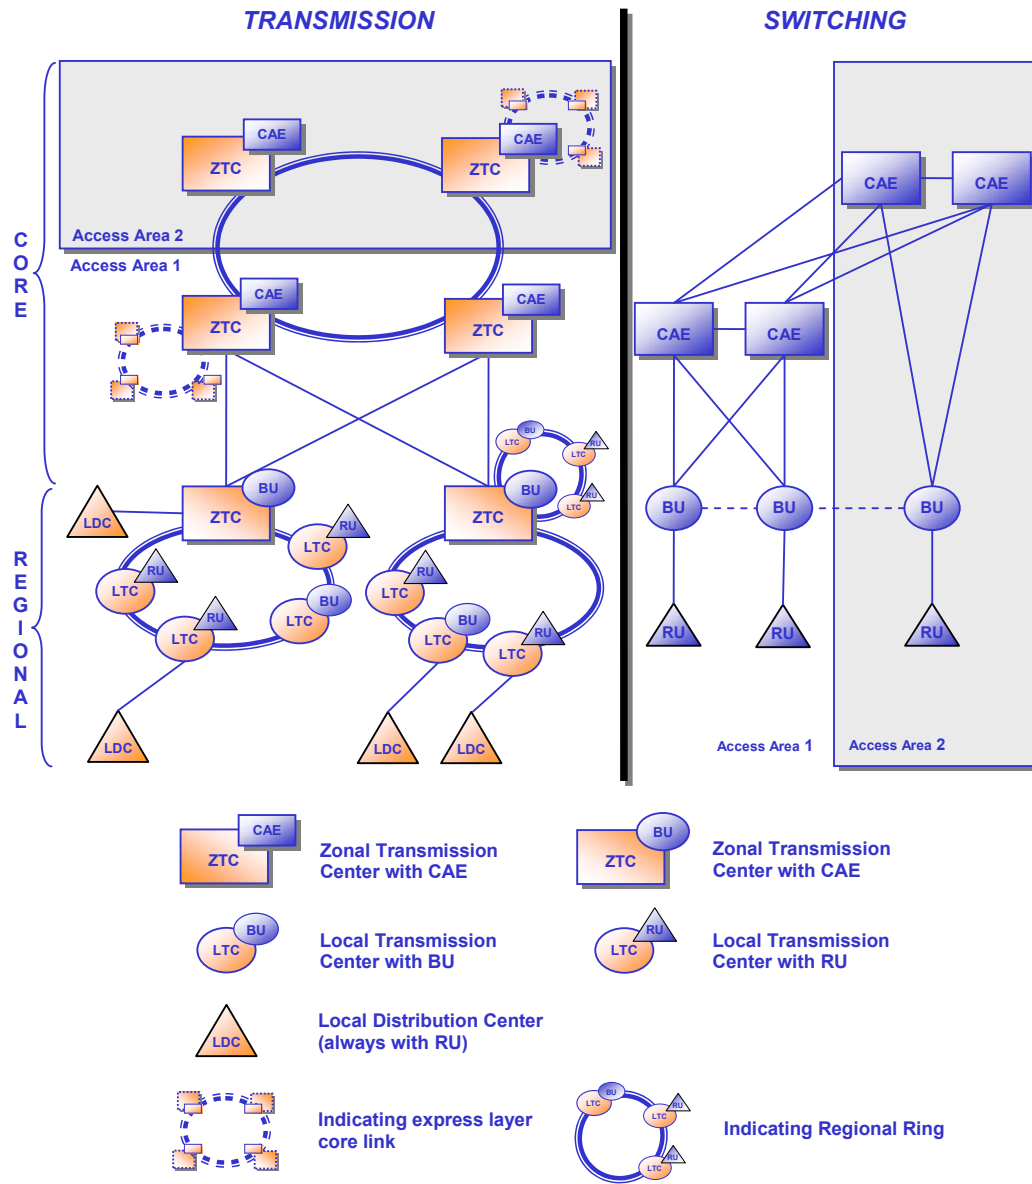 TRANSMISSION
SWITCHING
CAE
ZTC
CAE
ZTC
Access Area 2
Access Area 1
CAE
ZTC
CAE
ZTC
CORE
BU
ZTC
LDC
LTC
RU
LTC
RU
LTC
RU
LTC
BU
LDC
BU
ZTC
LTC
BU
LTC
RU
LTC
RU
LTC
RU
LTC
BU
LTC
RU
LDC
LDC
REGIONAL
CAE
CAE
CAE
CAE
BU
BU
BU
RU
RU
RU
Access Area 1
Access Area 2
CAE
ZTC
Zonal Transmission
Center with CAE
BU
ZTC
Zonal Transmission
Center with CAE
BU
LTC
Local Transmission
Center with BU
RU
LTC
Local Transmission
Center with RU
LDC
Local Distribution Center
(always with RU)
Indicating express layer
core link
BU
LTC
LTC
RU
LTC
RU
Indicating Regional Ring